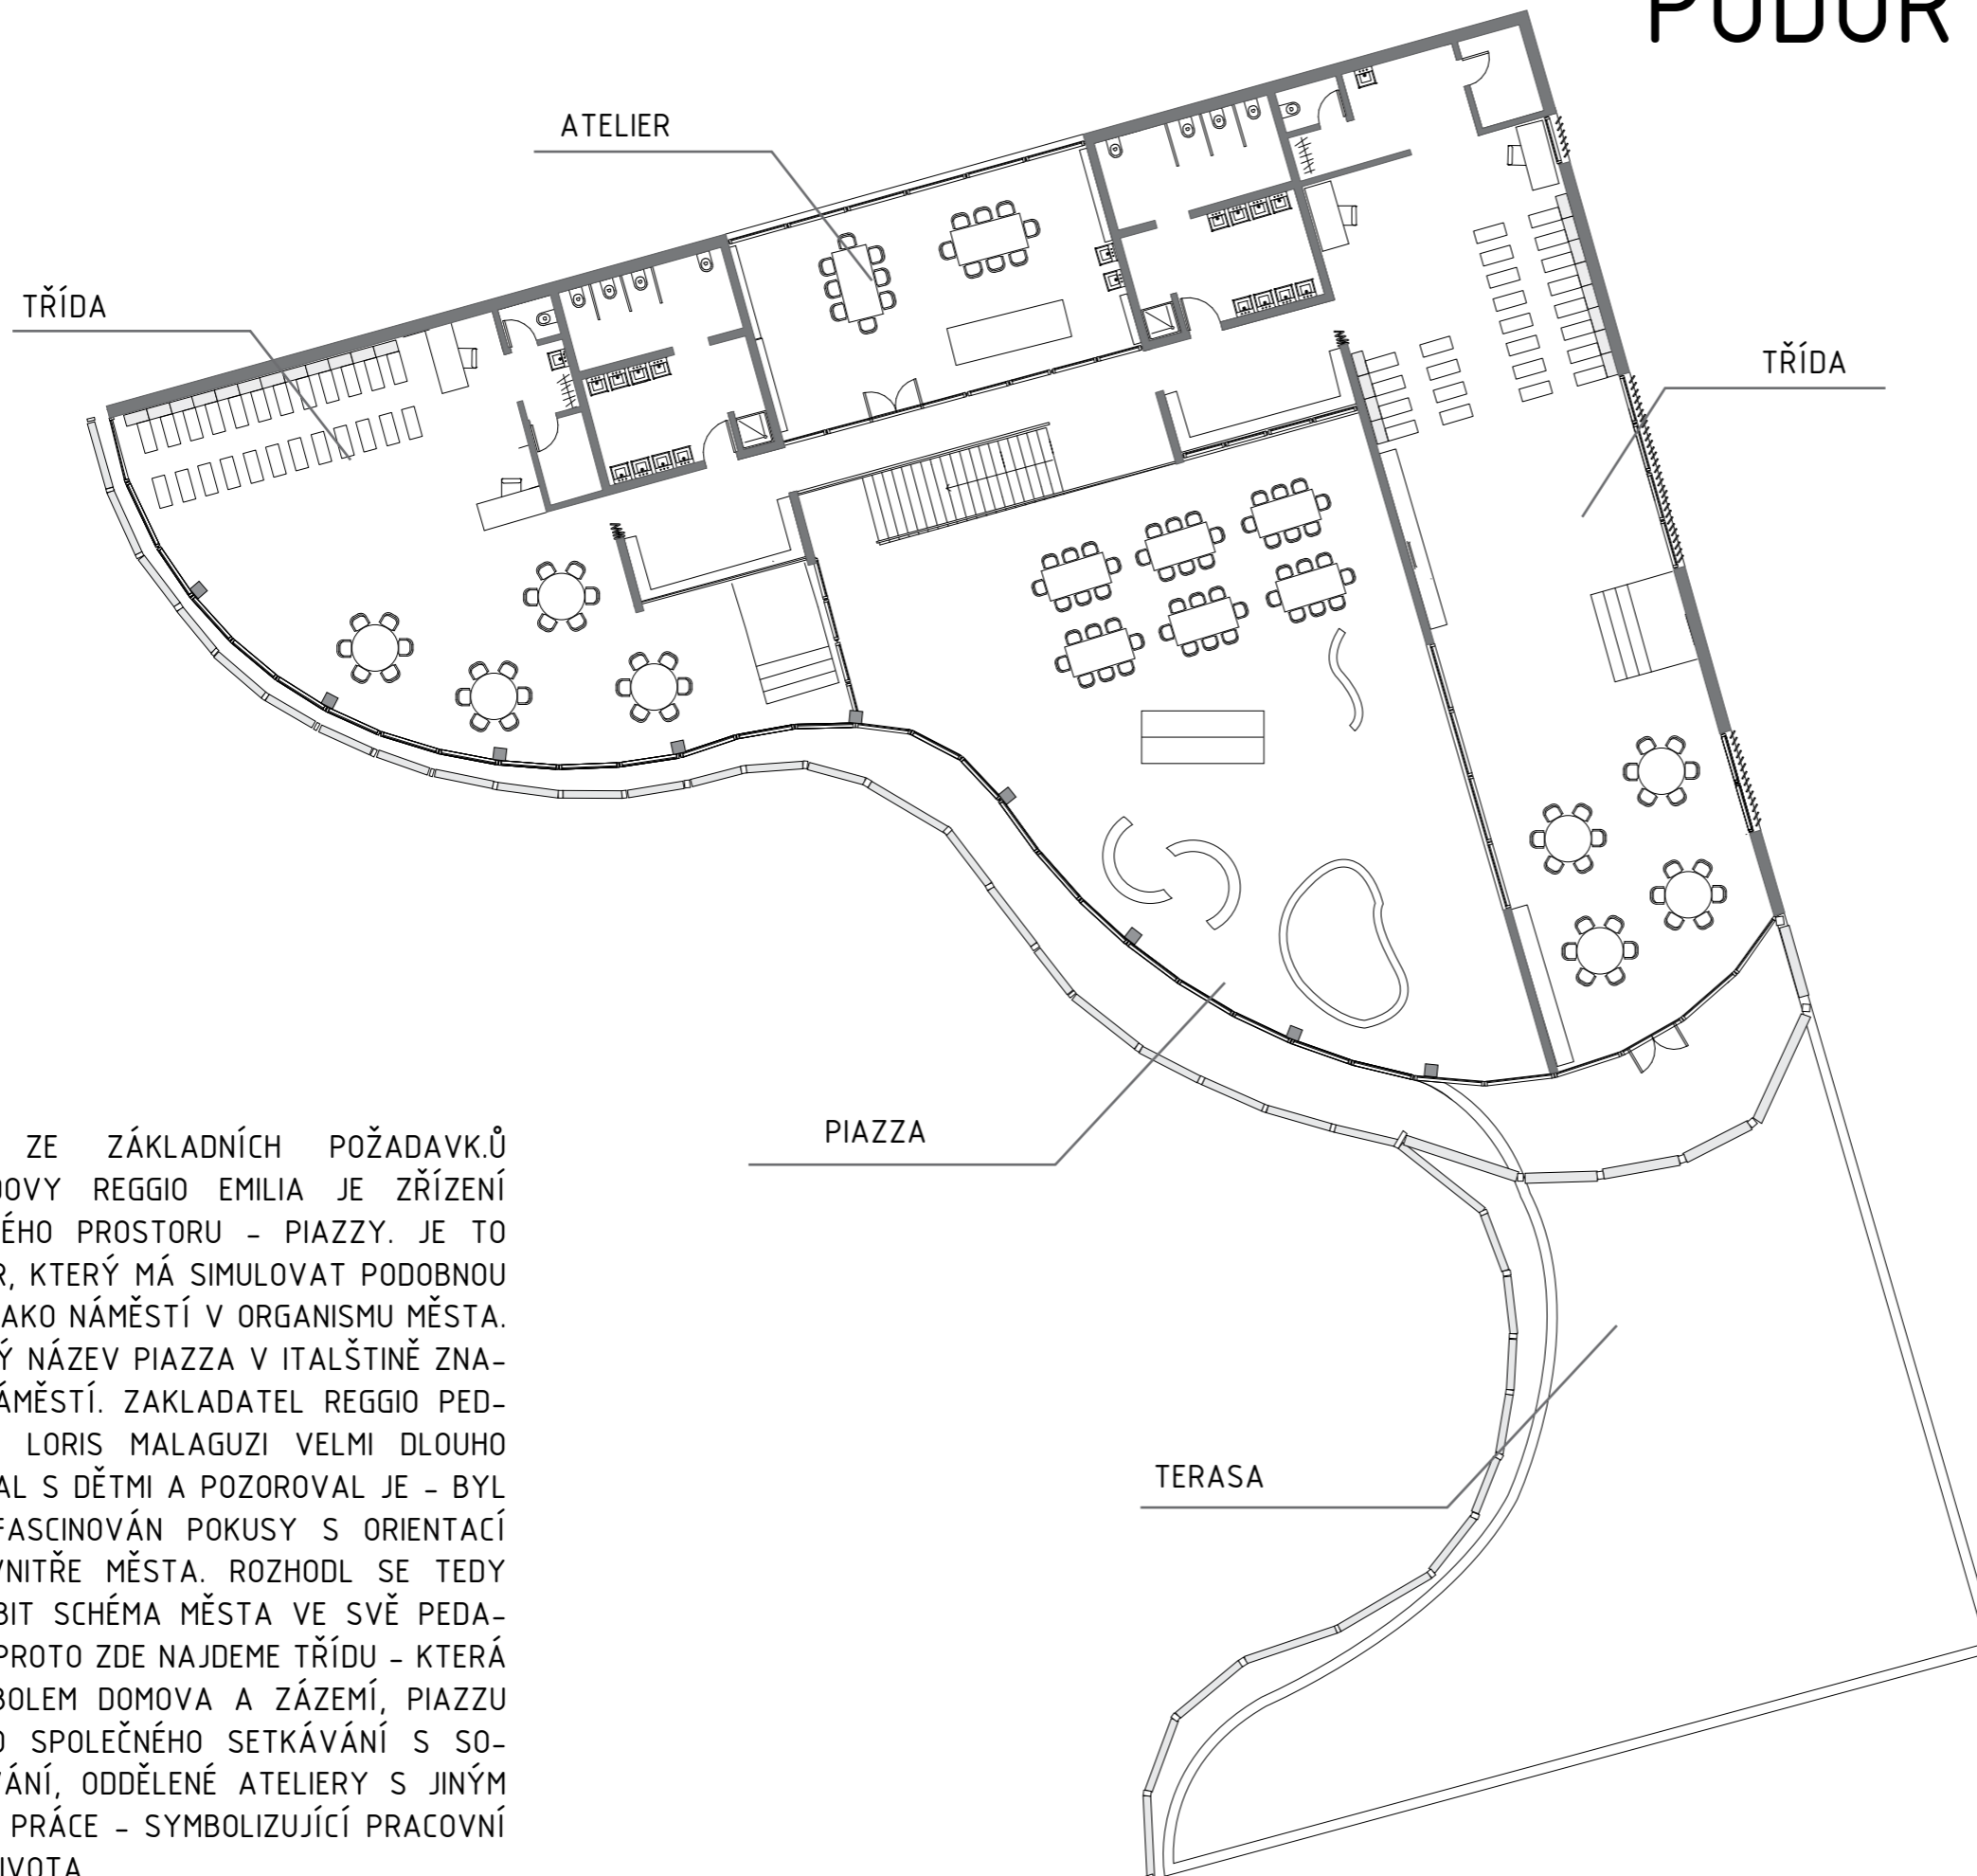 ATELIER
TŘÍDA
TŘÍDA
PIAZZA
TERASA
ZE ZÁKLADNÍCH POŽADAVK.Ů
REGGIO EMILIA JE ZŘÍZENÍ
PROSTORU - PIAZZY. JE TO
KTERÝ MÁ SIMULOVAT PODOBNOU
NÁMĚSTÍ V ORGANISMU MĚSTA.
NÁZEV PIAZZA V ITALŠTINĚ ZNA-
ZAKLADATEL REGGIO PED-
LORIS MALAGUZI VELMI DLOUHO
S DĚTMI A POZOROVAL JE - BYL
FASCINOVÁN POKUSY S ORIENTACÍ
MĚSTA. ROZHODL SE TEDY
SCHÉMA MĚSTA VE SVĚ PEDA-
PROTO ZDE NAJDEME TŘÍDU - KTERÁ
DOMOVA A ZÁZEMÍ, PIAZZU
SPOLEČNÉHO SETKÁVÁNÍ S SO-
ODDĚLENÉ ATELIERY S JINÝM
PRÁCE - SYMBOLIZUJÍCÍ PRACOVNÍ